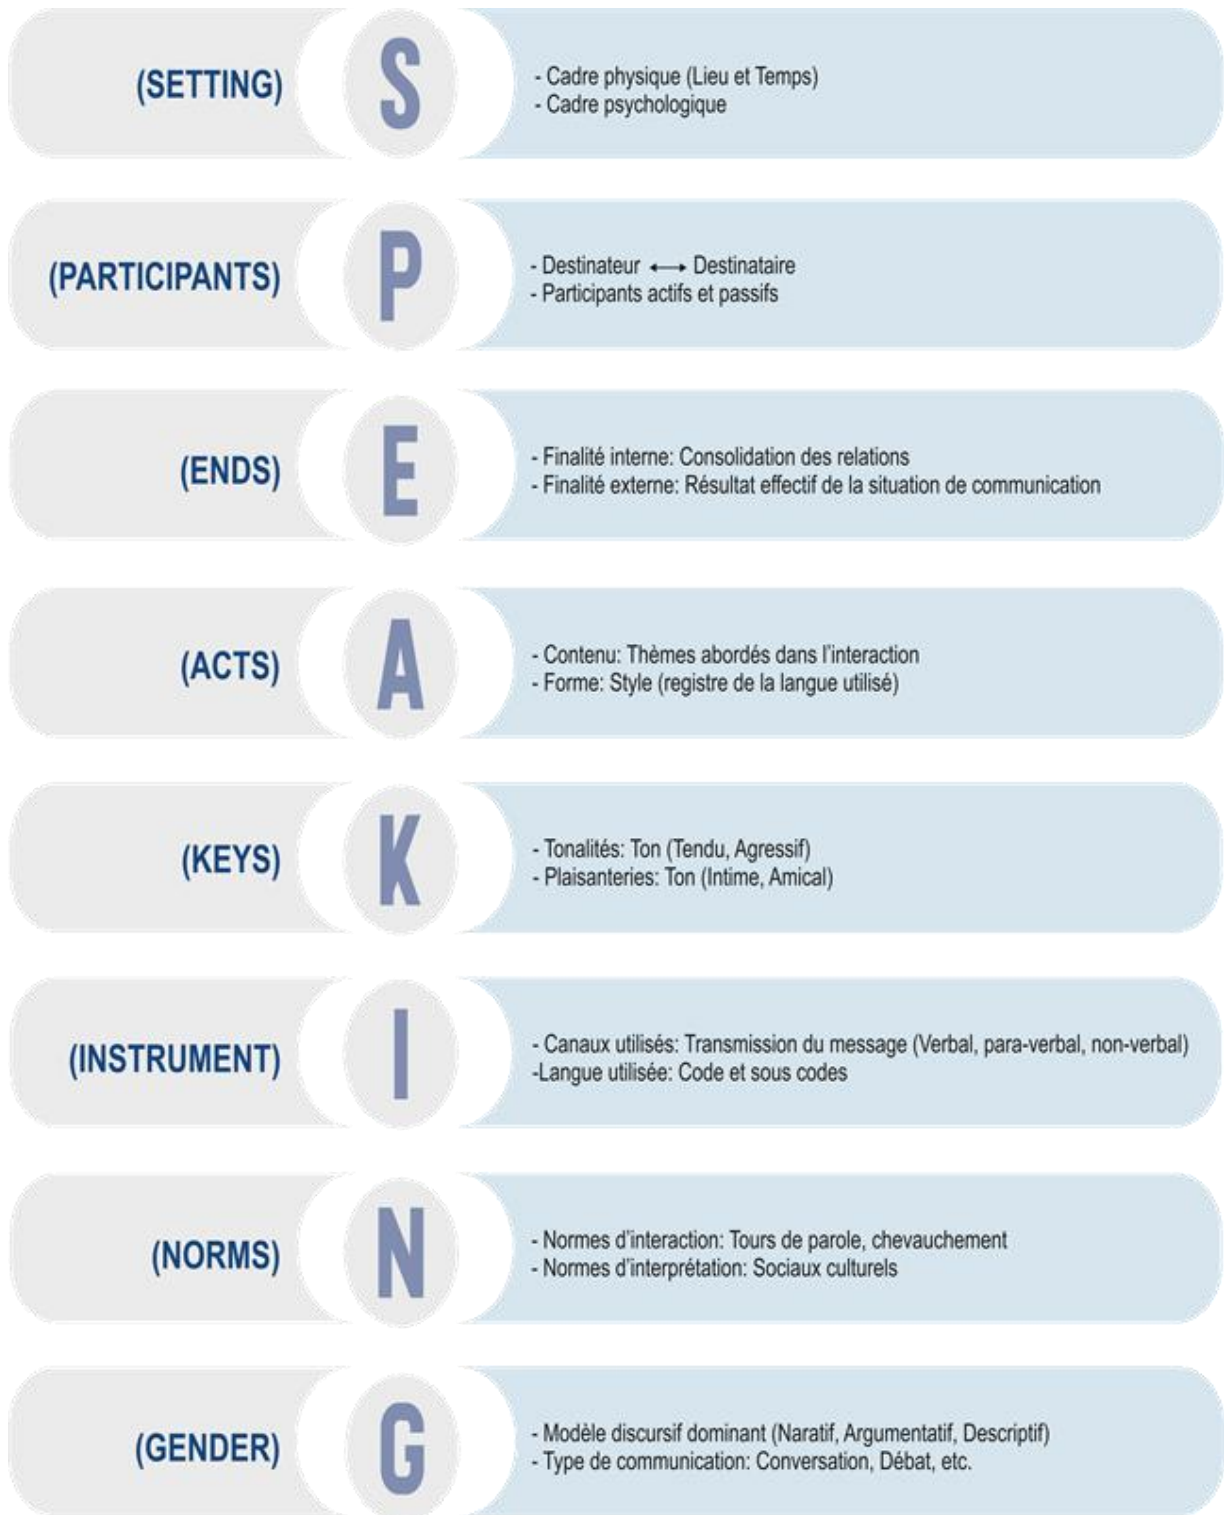 (SETTING)
S
- Cadre physique (Lieu et Temps)
- Cadre psychologique
(PARTICIPANTS)
P
- Destinateur ⟷ Destinataire
- Participants actifs et passifs
(ENDS)
E
- Finalité interne: Consolidation des relations
- Finalité externe: Résultat effectif de la situation de communication
(ACTS)
A
- Contenu: Thèmes abordés dans l'interaction
- Forme: Style (registre de la langue utilisé)
(KEYS)
K
- Tonalités: Ton (Tendu, Agressif)
- Plaisanteries: Ton (Intime, Amical)
(INSTRUMENT)
I
- Canaux utilisés: Transmission du message (Verbal, para-verbal, non-verbal)
-Langue utilisée: Code et sous codes
(NORMS)
N
- Normes d'interaction: Tours de parole, chevauchement
- Normes d'interprétation: Sociaux culturels
(GENDER)
G
- Modèle discursif dominant (Naratif, Argumentatif, Descriptif)
- Type de communication: Conversation, Débat, etc.